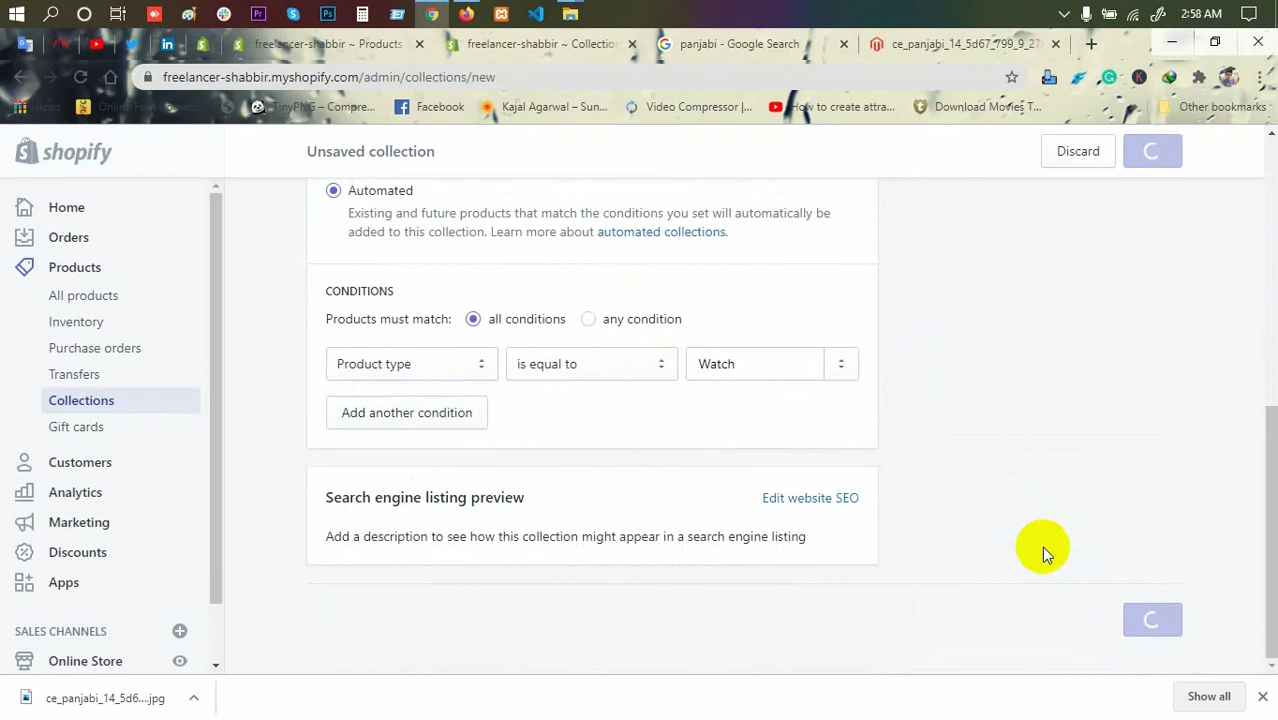 2:58 AM
freelancer-shabbir ~ Products
freelancer-shabbir ~ Collection
panjabi - Google Search
ce_panjabi_14_5d67_799_9_27
freelancer-shabbir.myshopify.com/admin/collections/new
Apps
TinyPNG – Compre...
Facebook
Kajal Agarwal – Sun...
Video Compressor |...
How to create attra...
Download Movies T...
Other bookmarks
shopify
Unsaved collection
Discard
Home
Orders
Products
All products
Inventory
Purchase orders
Transfers
Collections
Gift cards
Customers
Analytics
Marketing
Discounts
Apps
SALES CHANNELS
Online Store
Automated
Existing and future products that match the conditions you set will automatically be
added to this collection. Learn more about automated collections.
CONDITIONS
Products must match: all conditions any condition
Product type is equal to Watch
Add another condition
Search engine listing preview
Edit website SEO
Add a description to see how this collection might appear in a search engine listing
ce_panjabi_14_5d6....jpg
Show all